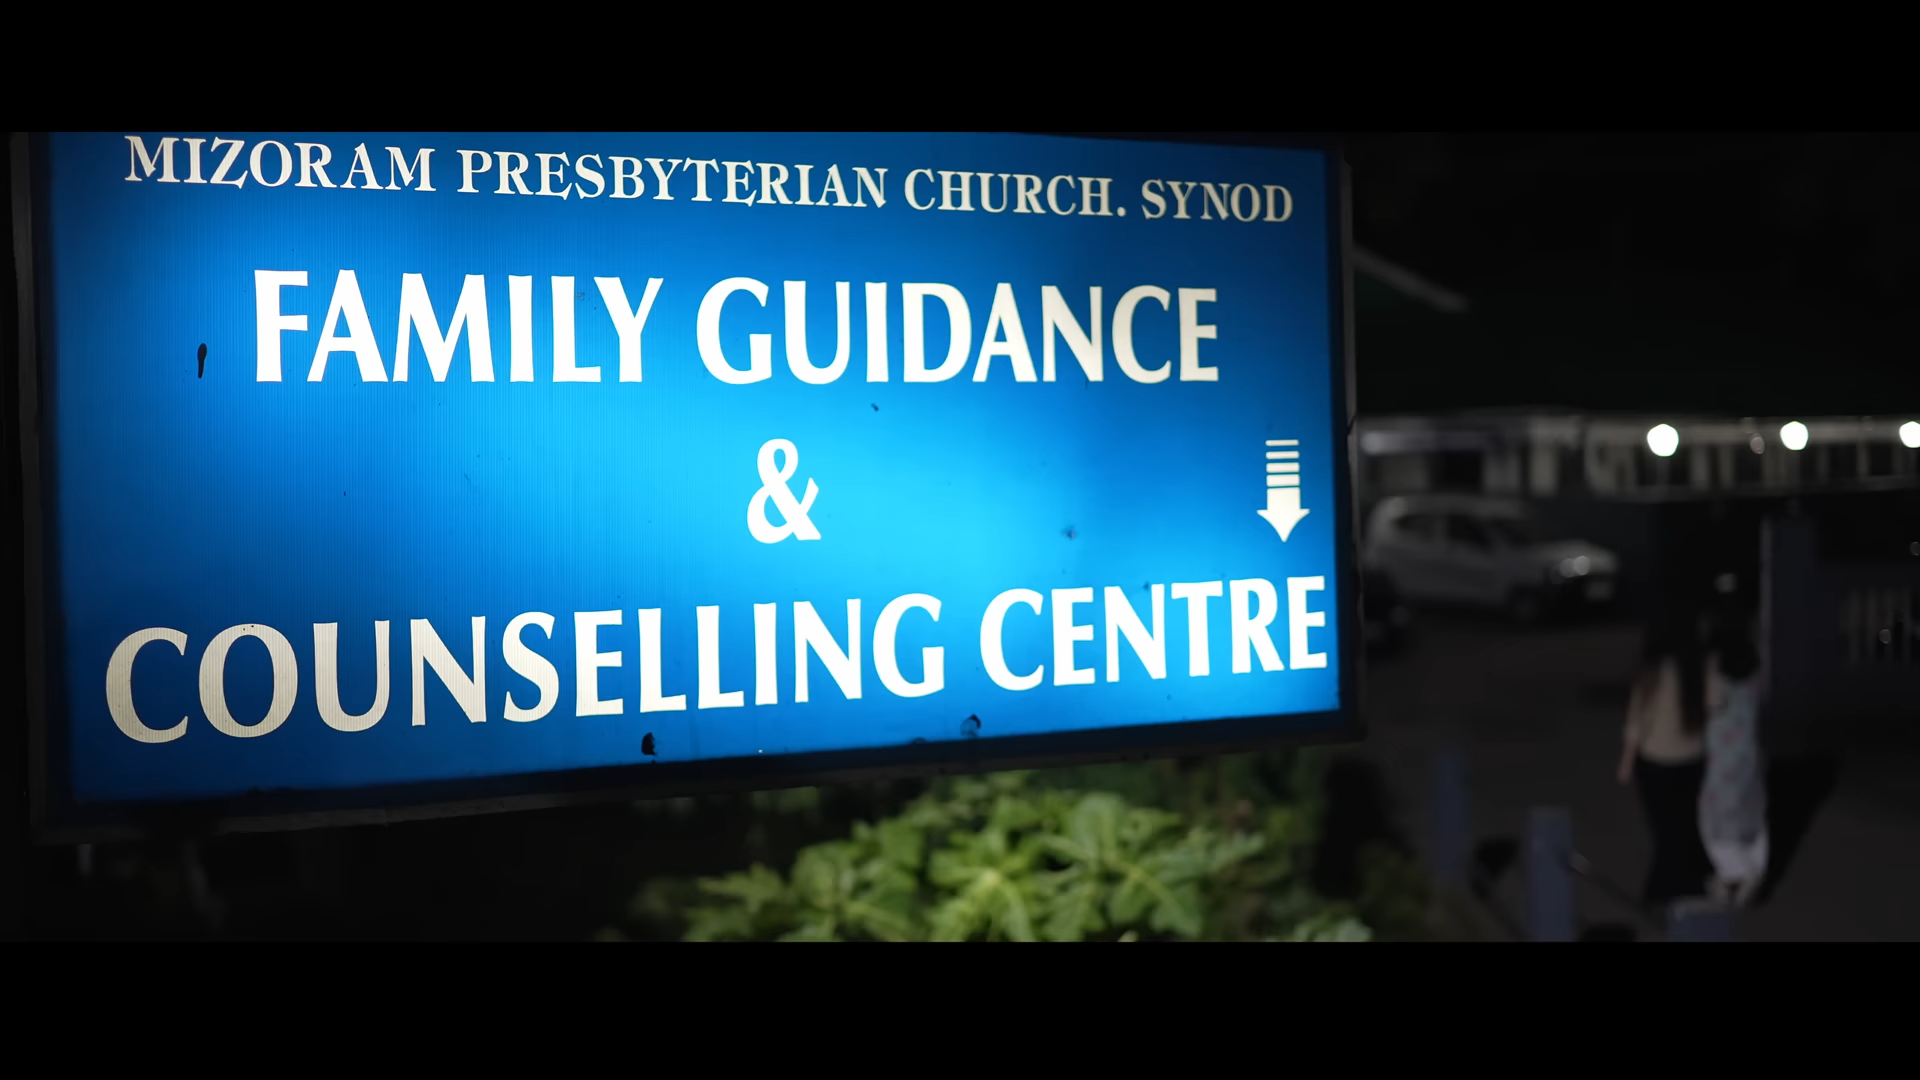 MIZORAM PRESBYTERIAN CHURCH. SYNOD
FAMILY GUIDANCE
&
COUNSELLING CENTRE